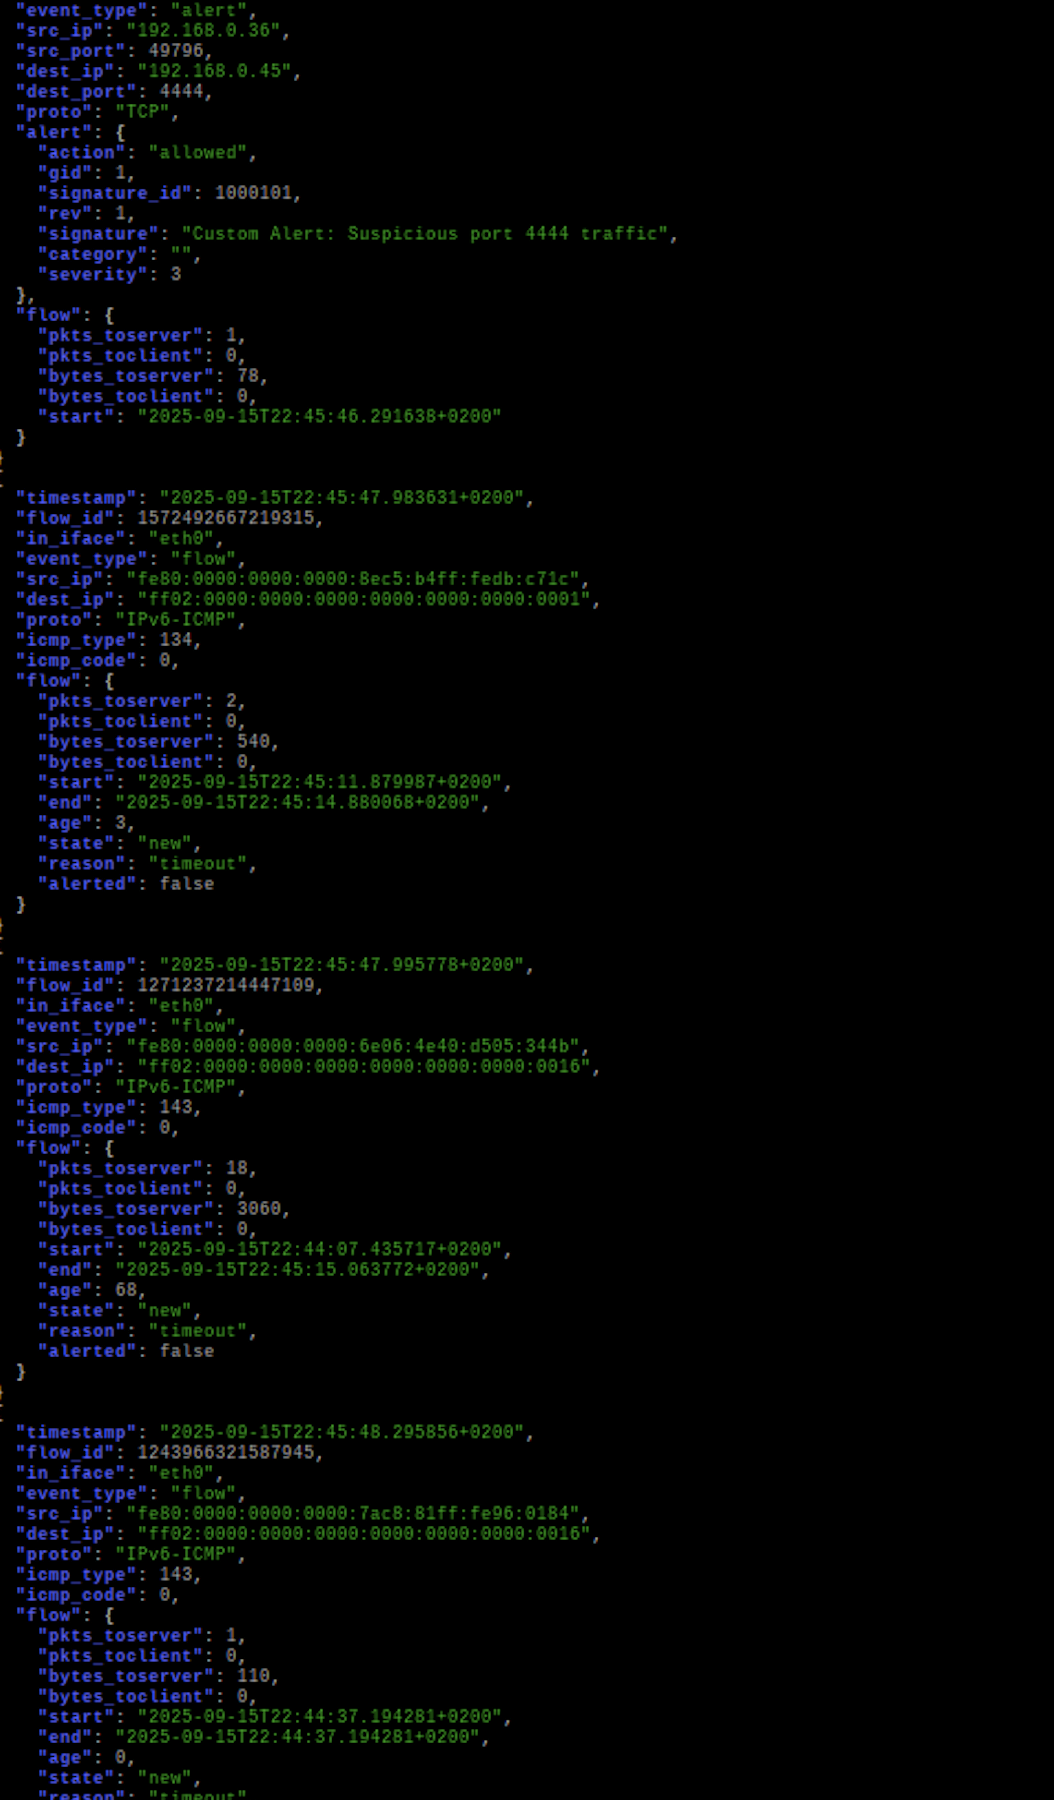 "event_type": "alert",
"src_ip": "192.168.0.36",
"src_port": 49796,
"dest_ip": "192.168.0.45",
"dest_port": 4444,
"proto": "TCP",
"alert": {
"action": "allowed",
"gid": 1,
"signature_id": 1000101,
"rev": 1,
"signature": "Custom Alert: Suspicious port 4444 traffic",
"category": "",
"severity": 3
},
"flow": {
"pkts_toserver": 1,
"pkts_toclient": 0,
"bytes_toserver": 78,
"bytes_toclient": 0,
"start": "2025-09-15T22:45:46.291638+0200"
}
}
"timestamp": "2025-09-15T22:45:47.983631+0200",
"flow_id": 1572492667219315,
"in_iface": "eth0",
"event_type": "flow",
"src_ip": "fe80:0000:0000:0000:8ec5:b4ff:fedb:c71c",
"dest_ip": "ff02:0000:0000:0000:0000:0000:0000:0001",
"proto": "IPv6-ICMP",
"icmp_type": 134,
"icmp_code": 0,
"flow": {
"pkts_toserver": 2,
"pkts_toclient": 0,
"bytes_toserver": 540,
"bytes_toclient": 0,
"start": "2025-09-15T22:45:11.879987+0200",
"end": "2025-09-15T22:45:14.880068+0200",
"age": 3,
"state": "new",
"reason": "timeout",
"alerted": false
}
}
"timestamp": "2025-09-15T22:45:47.995778+0200",
"flow_id": 1271237214447109,
"in_iface": "eth0",
"event_type": "flow",
"src_ip": "fe80:0000:0000:0000:6e06:4e40:d505:344b",
"dest_ip": "ff02:0000:0000:0000:0000:0000:0000:0016",
"proto": "IPv6-ICMP",
"icmp_type": 143,
"icmp_code": 0,
"flow": {
"pkts_toserver": 18,
"pkts_toclient": 0,
"bytes_toserver": 3060,
"bytes_toclient": 0,
"start": "2025-09-15T22:44:07.435717+0200",
"end": "2025-09-15T22:45:15.063772+0200",
"age": 68,
"state": "new",
"reason": "timeout",
"alerted": false
}
}
"timestamp": "2025-09-15T22:45:48.295856+0200",
"flow_id": 1243966321587945,
"in_iface": "eth0",
"event_type": "flow",
"src_ip": "fe80:0000:0000:0000:7ac8:81ff:fe96:0184",
"dest_ip": "ff02:0000:0000:0000:0000:0000:0000:0016",
"proto": "IPv6-ICMP",
"icmp_type": 143,
"icmp_code": 0,
"flow": {
"pkts_toserver": 1,
"pkts_toclient": 0,
"bytes_toserver": 110,
"bytes_toclient": 0,
"start": "2025-09-15T22:44:37.194281+0200",
"end": "2025-09-15T22:44:37.194281+0200",
"age": 0,
"state": "new",
"reason": "timeout"